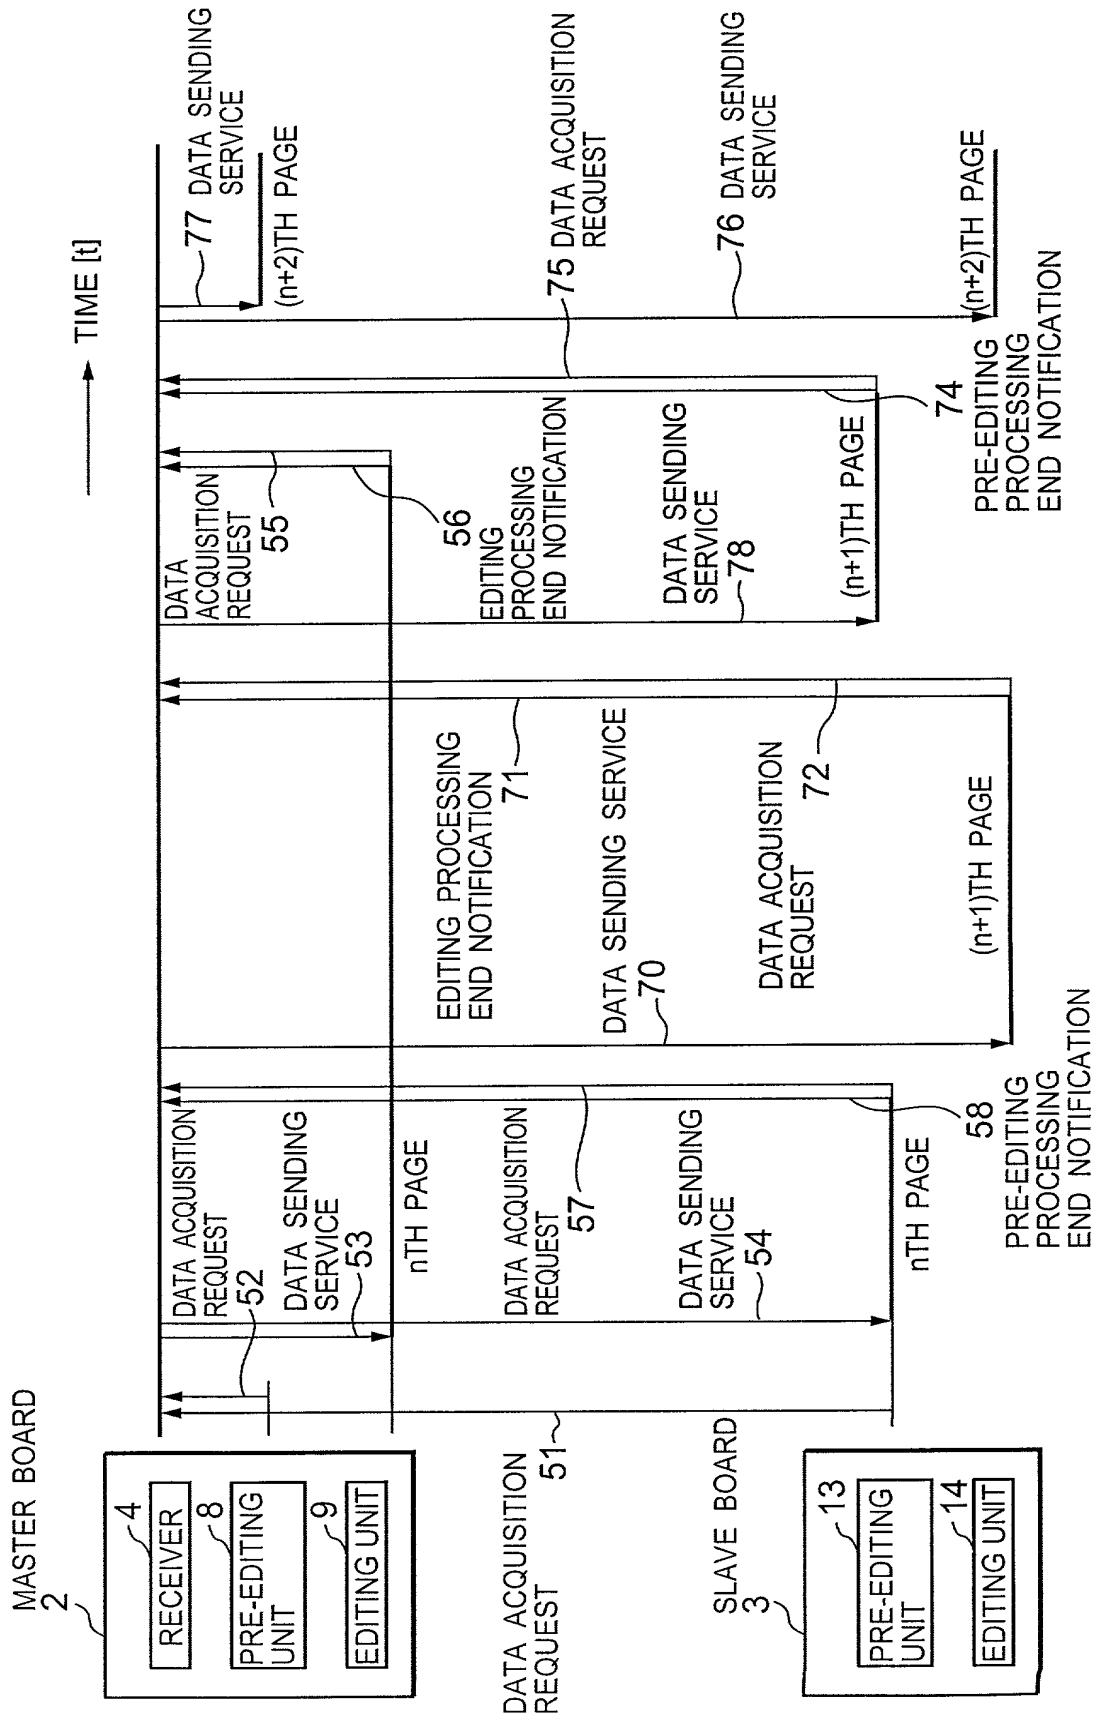 MASTER BOARD
2
RECEIVER
4
PRE-EDITING
UNIT
8
EDITING UNIT
9
DATA ACQUISITION
REQUEST
51
SLAVE BOARD
3
PRE-EDITING
UNIT
13
EDITING UNIT
14
TIME [t]
DATA ACQUISITION
REQUEST
52
DATA SENDING
SERVICE
53
nTH PAGE
DATA ACQUISITION
REQUEST
57
DATA SENDING
SERVICE
54
nTH PAGE
58
PRE-EDITING
PROCESSING
END NOTIFICATION
EDITING PROCESSING
END NOTIFICATION
71
DATA SENDING SERVICE
70
DATA ACQUISITION
REQUEST
72
(n+1)TH PAGE
DATA
ACQUISITION
REQUEST
55
56
EDITING
PROCESSING
END NOTIFICATION
DATA SENDING
SERVICE
78
(n+1)TH PAGE
74
PRE-EDITING
PROCESSING
END NOTIFICATION
77 DATA SENDING
SERVICE
(n+2)TH PAGE
75 DATA ACQUISITION
REQUEST
76 DATA SENDING
SERVICE
(n+2)TH PAGE